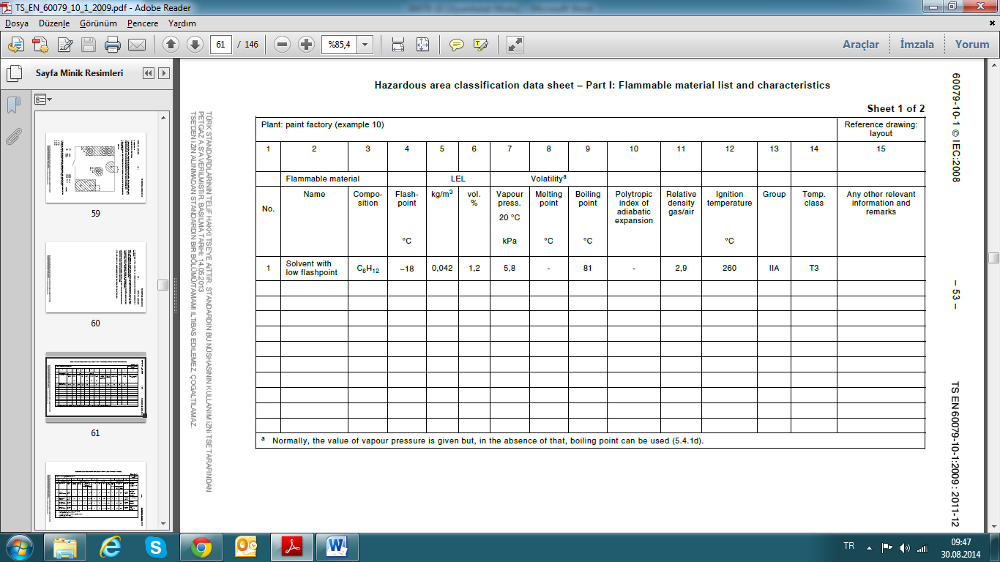 TS_EN_60079_10_1_2009.pdf - Adobe Reader
Dosya Düzenle Görünüm Pencere Yardım
61 / 146 %85,4 Araçlar İmzala Yorum
Sayfa Minik Resimleri
59
60
61
Hazardous area classification data sheet – Part I: Flammable material list and characteristics
Sheet 1 of 2
Plant: paint factory (example 10) Reference drawing: layout
1 2 3 4 5 6 7 8 9 10 11 12 13 14 15
Flammable material LEL Volatilityᵃ
No. Name Compo-sition Flash-point °C kg/m³ vol. % Vapour press. 20 °C kPa Melting point °C Boiling point °C Polytropic index of adiabatic expansion Relative density gas/air Ignition temperature °C Group Temp. class Any other relevant information and remarks
1 Solvent with low flashpoint C₆H₁₂ –18 0,042 1,2 5,8 - 81 - 2,9 260 IIA T3
ᵃ Normally, the value of vapour pressure is given but, in the absence of that, boiling point can be used (5.4.1d).
TÜRK STANDARDLARININ TELİF HAKKI TSE'YE AİTTİR. STANDARDIN BU NÜSHASININ KULLANIM İZNİ TSE TARAFINDAN
PETGAZ A.Ş'A VERİLMİŞTİR. BASILMA TARİHİ: 14.05.2013
TSE'DEN İZİN ALINMADAN STANDARDIN BİR BÖLÜMÜ/TAMAMI İLTİBAS EDİLEMEZ, ÇOĞALTILAMAZ.
60079-10-1 © IEC:2008
– 53 –
TS EN 60079-10-1:2009 : 2011-12
TR
09:47
30.08.2014